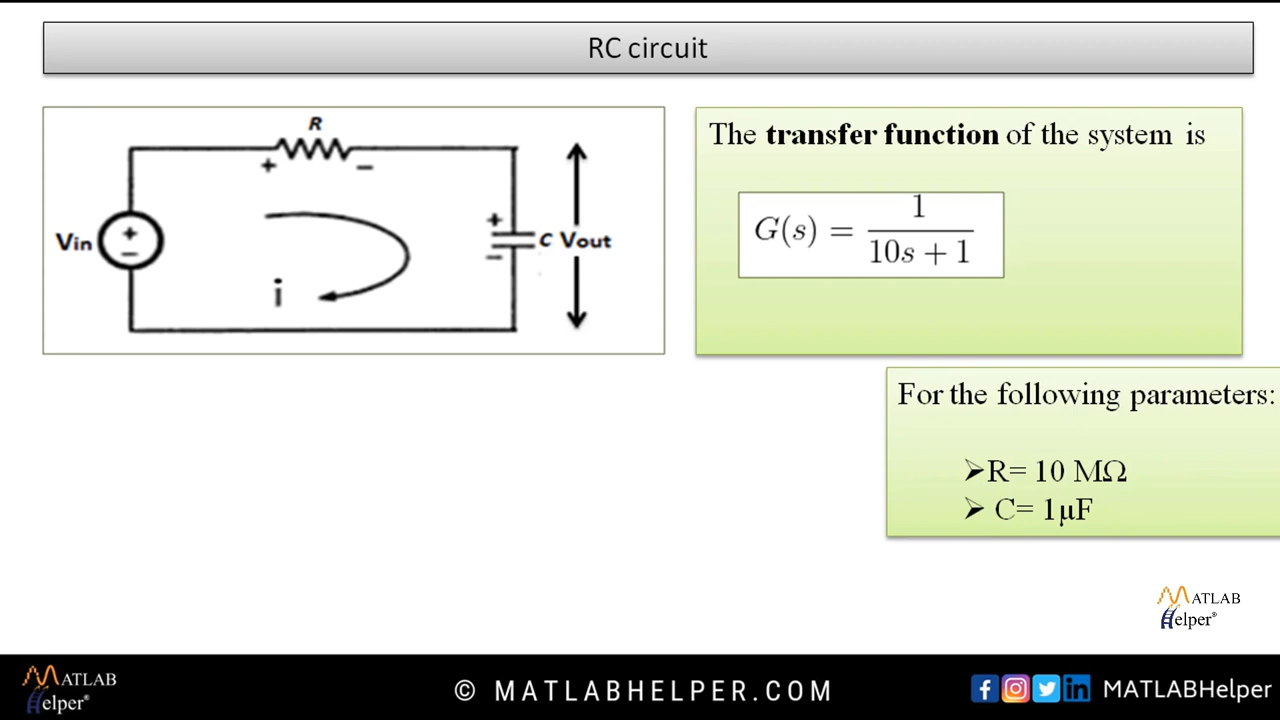 RC circuit
R
+ −
Vin
+
−
i
+
−
C Vout
The transfer function of the system is
G(s) = 1 / (10s + 1)
For the following parameters:
➢R= 10 MΩ
➢ C= 1μF
MATLAB
Helper®
MATLAB
Helper®
© MATLABHELPER.COM
MATLABHelper